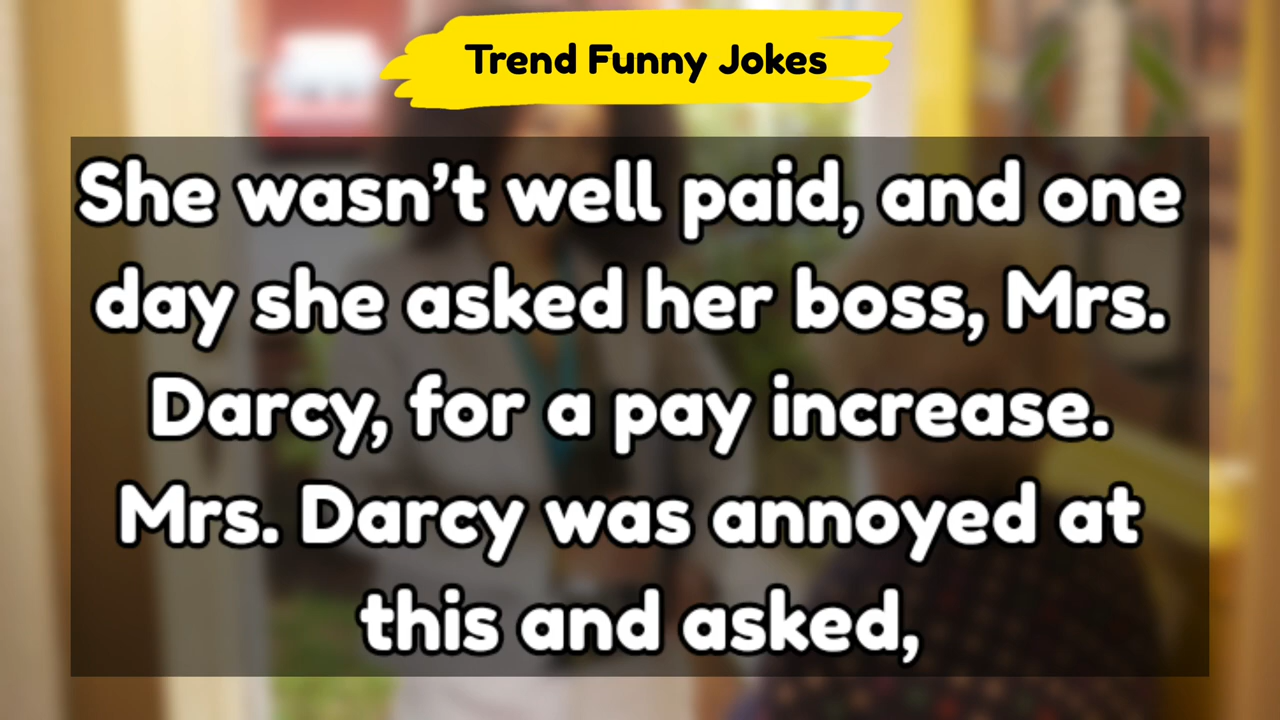 Trend Funny Jokes
She wasn’t well paid, and one
day she asked her boss, Mrs.
Darcy, for a pay increase.
Mrs. Darcy was annoyed at
this and asked,